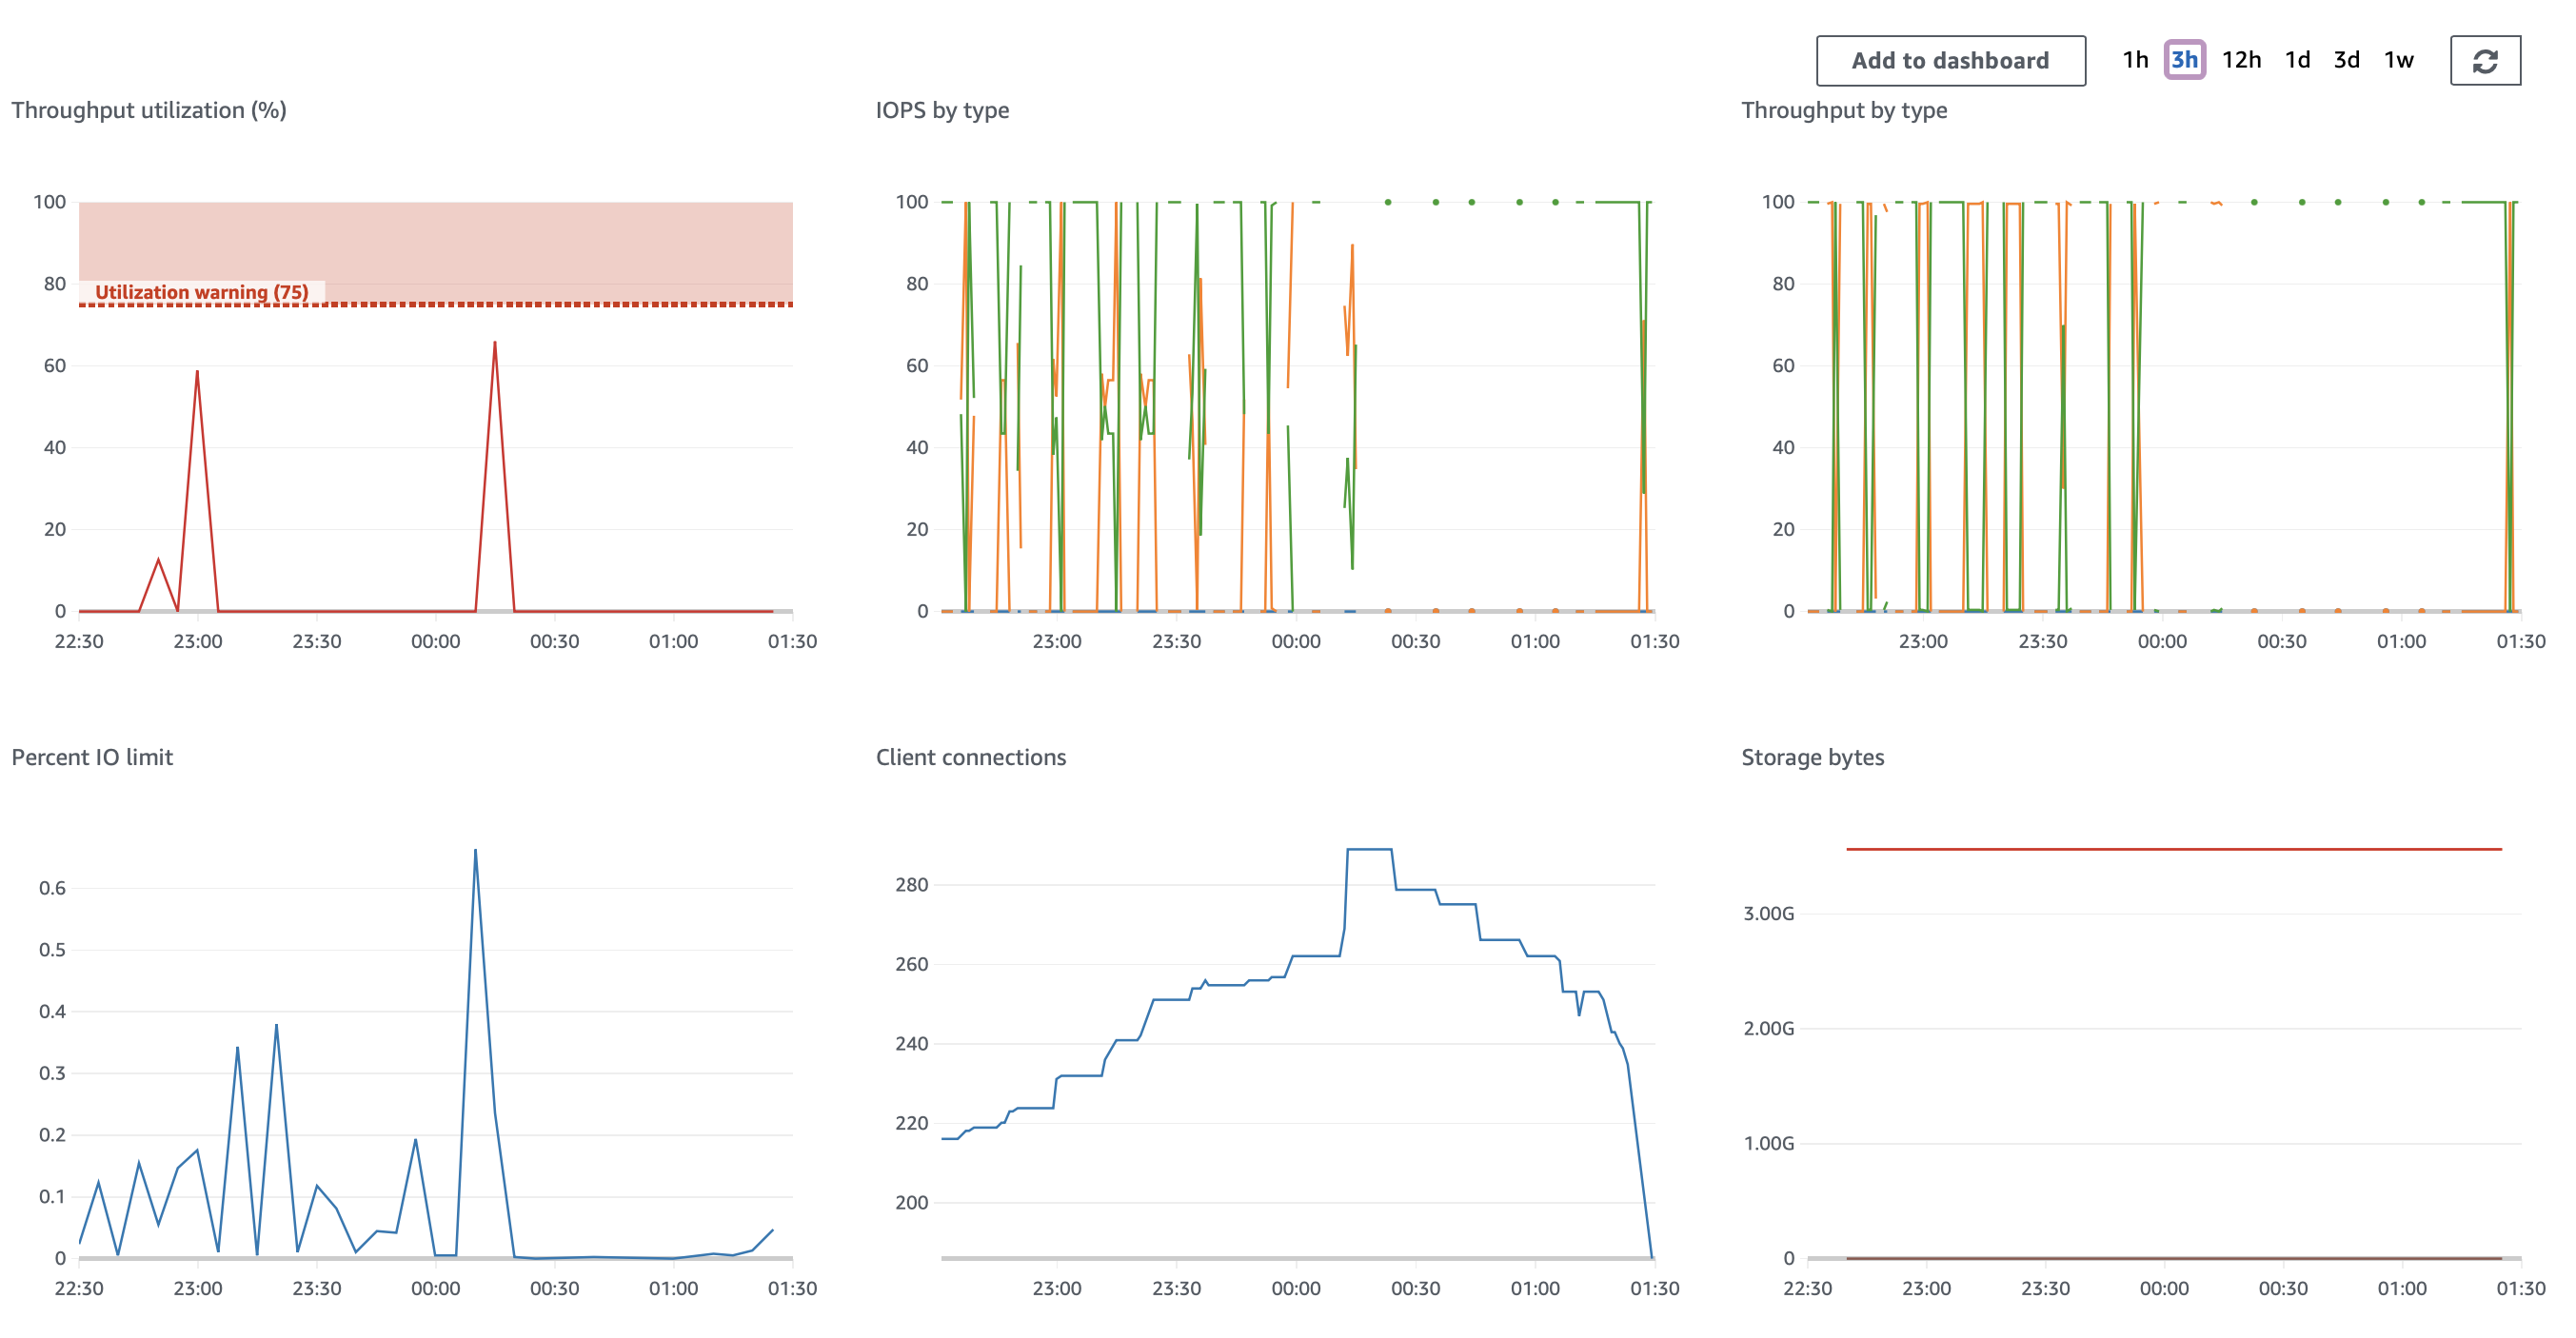 Add to dashboard 1h 3h 12h 1d 3d 1w
Throughput utilization (%)
100
80
Utilization warning (75)
60
40
20
0
22:30 23:00 23:30 00:00 00:30 01:00 01:30
IOPS by type
100
80
60
40
20
0
23:00 23:30 00:00 00:30 01:00 01:30
Throughput by type
100
80
60
40
20
0
23:00 23:30 00:00 00:30 01:00 01:30
Percent IO limit
0.6
0.5
0.4
0.3
0.2
0.1
0
22:30 23:00 23:30 00:00 00:30 01:00 01:30
Client connections
280
260
240
220
200
23:00 23:30 00:00 00:30 01:00 01:30
Storage bytes
3.00G
2.00G
1.00G
0
22:30 23:00 23:30 00:00 00:30 01:00 01:30